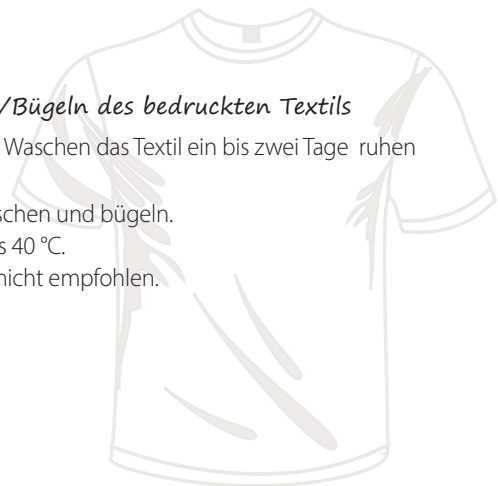 /Bügeln des bedruckten Textils
Waschen das Textil ein bis zwei Tage ruhen
schen und bügeln.
s 40 °C.
nicht empfohlen.